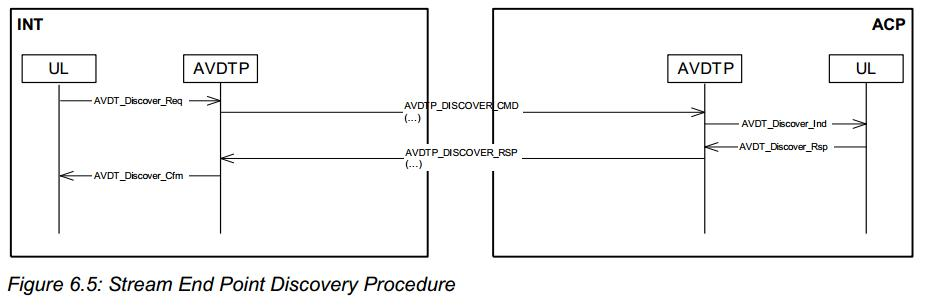 INT
ACP
UL
AVDTP
AVDTP
UL
AVDT_Discover_Req
AVDTP_DISCOVER_CMD
(...)
AVDT_Discover_Ind
AVDT_Discover_Rsp
AVDTP_DISCOVER_RSP
(...)
AVDT_Discover_Cfm
Figure 6.5: Stream End Point Discovery Procedure